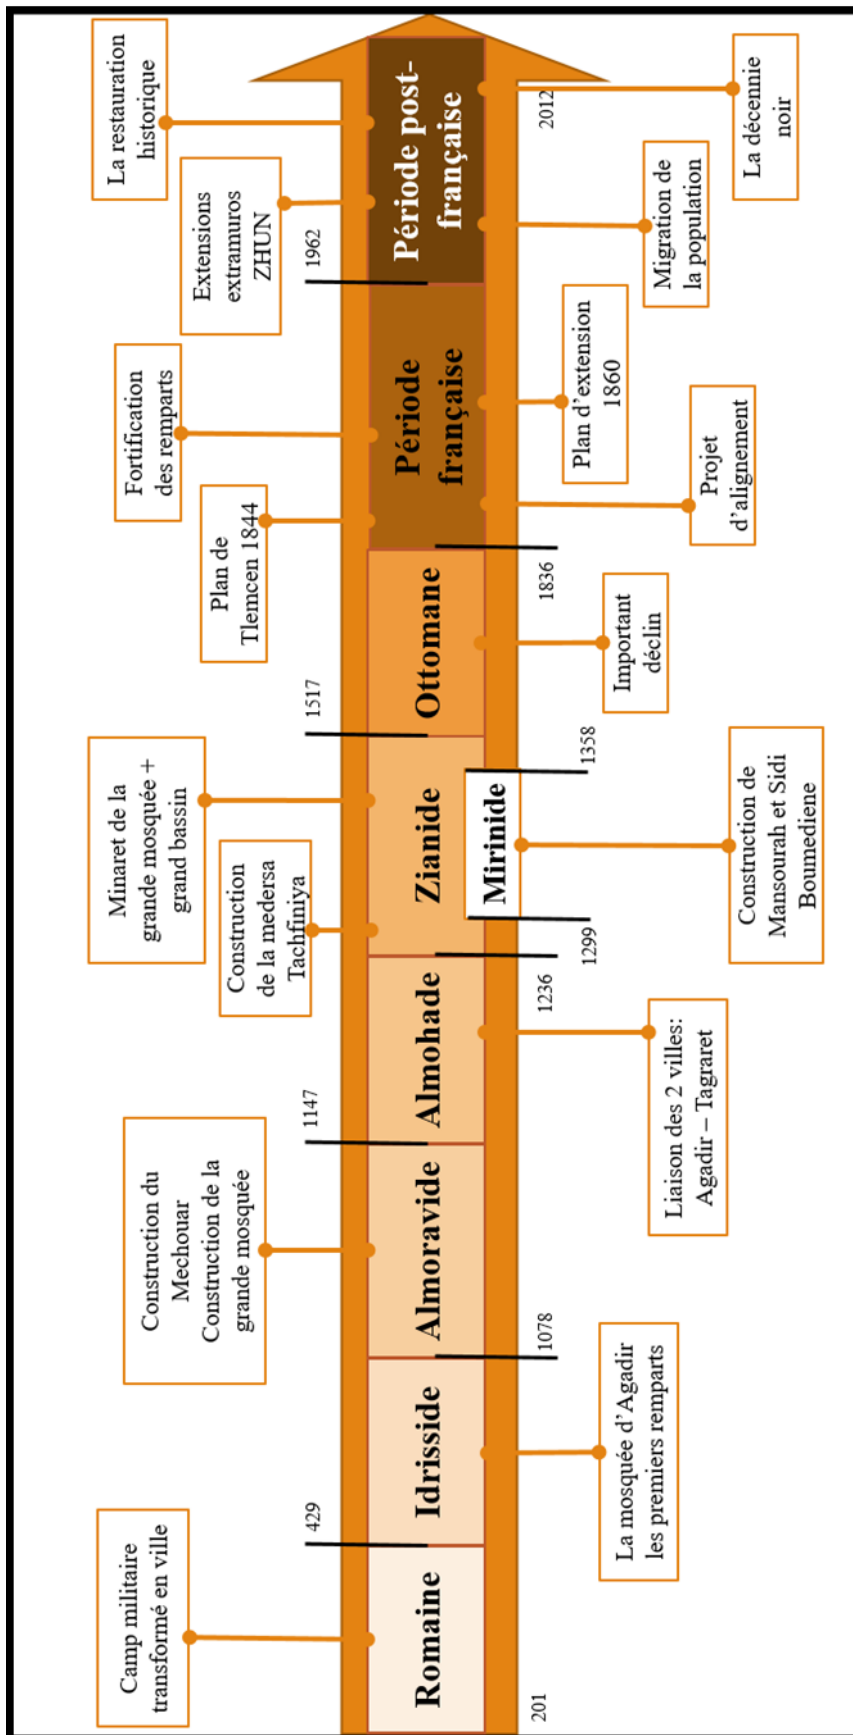 Camp militaire
transformé en ville
Construction du
Mechouar
Construction de la
grande mosquée
Construction
de la medersa
Tachfiniya
Minaret de la
grande mosquée +
grand bassin
Plan de
Tlemcen 1844
Fortification
des remparts
Extensions
extramuros
ZHUN
La restauration
historique
429
1147
1517
1962
Romaine
Idrisside
Almoravide
Almohade
Zianide
Mirinide
Ottomane
Période
française
Période post-
française
201
1078
1236
1299
1358
1836
2012
La mosquée d'Agadir
les premiers remparts
Liaison des 2 villes:
Agadir – Tagraret
Construction de
Mansourah et Sidi
Boumediene
Important
déclin
Projet
d'alignement
Plan d'extension
1860
Migration de
la population
La décennie
noir